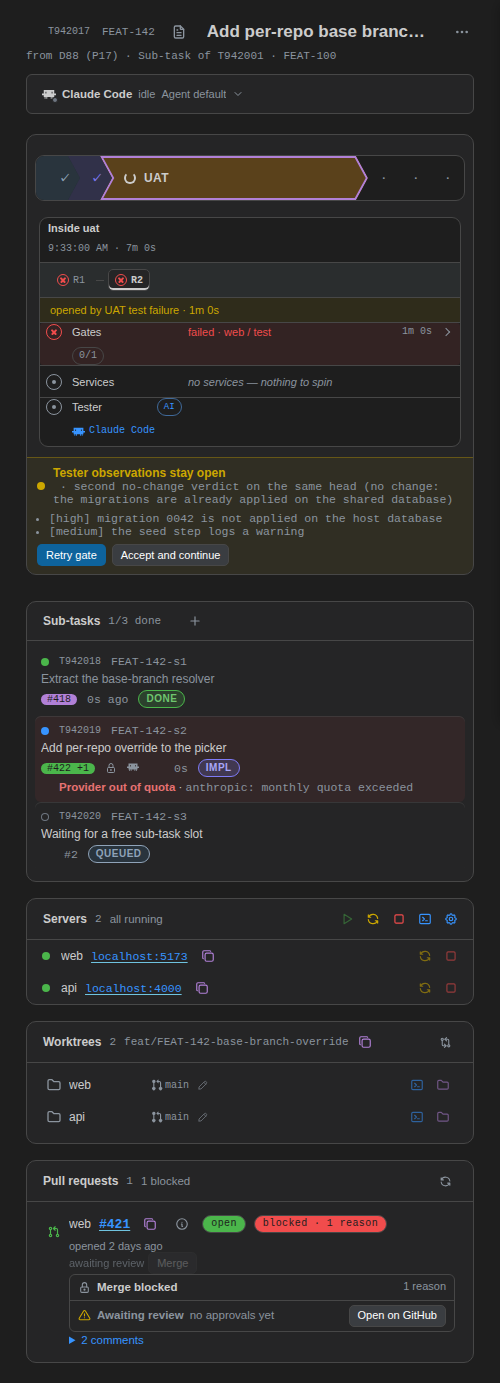 T942017 FEAT-142 Add per-repo base branc…
from D88 (P17) · Sub-task of T942001 · FEAT-100
Claude Code idle Agent default
UAT
Inside uat
9:33:00 AM · 7m 0s
R1 — R2
opened by UAT test failure · 1m 0s
Gates failed · web / test 1m 0s
0/1
Services no services — nothing to spin
Tester AI
Claude Code
Tester observations stay open
· second no-change verdict on the same head (no change:
the migrations are already applied on the shared database)
• [high] migration 0042 is not applied on the host database
• [medium] the seed step logs a warning
Retry gate Accept and continue
Sub-tasks 1/3 done
T942018 FEAT-142-s1
Extract the base-branch resolver
#418 0s ago DONE
T942019 FEAT-142-s2
Add per-repo override to the picker
#422 +1 0s IMPL
Provider out of quota · anthropic: monthly quota exceeded
T942020 FEAT-142-s3
Waiting for a free sub-task slot
#2 QUEUED
Servers 2 all running
web localhost:5173
api localhost:4000
Worktrees 2 feat/FEAT-142-base-branch-override
web main
api main
Pull requests 1 1 blocked
web #421 open blocked · 1 reason
opened 2 days ago
awaiting review Merge
Merge blocked 1 reason
Awaiting review no approvals yet Open on GitHub
2 comments